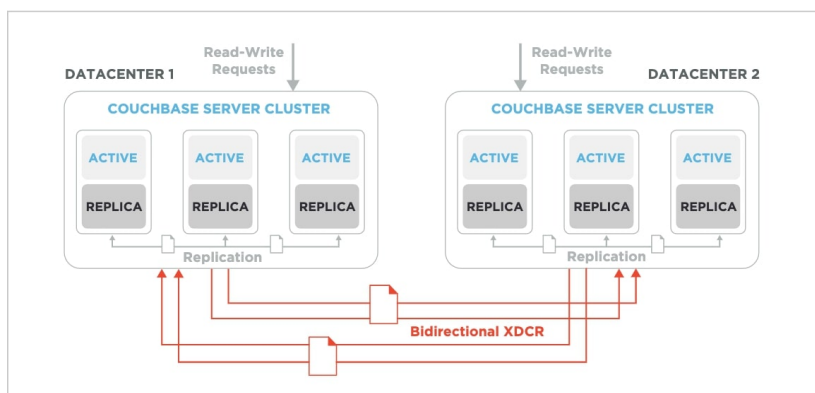 Read-Write
Requests
Read-Write
Requests
DATACENTER 1
DATACENTER 2
COUCHBASE SERVER CLUSTER
COUCHBASE SERVER CLUSTER
ACTIVE ACTIVE ACTIVE
ACTIVE ACTIVE ACTIVE
REPLICA REPLICA REPLICA
REPLICA REPLICA REPLICA
Replication
Replication
Bidirectional XDCR